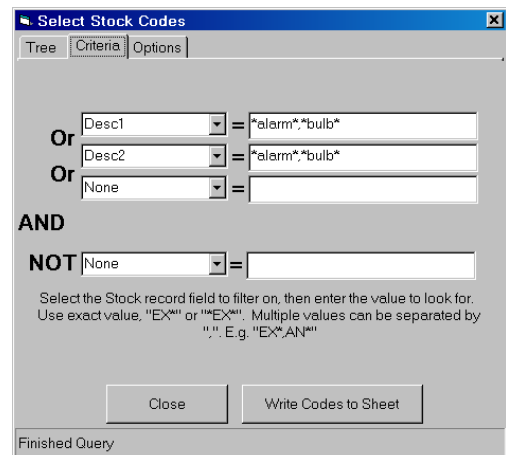 Select Stock Codes
Tree Criteria Options
Desc1 = *alarm*,*bulb*
Or
Desc2 = *alarm*,*bulb*
Or
None =
AND
NOT None =
Select the Stock record field to filter on, then enter the value to look for.
Use exact value, "EX*" or "*EX*". Multiple values can be separated by
",". E.g. "EX*,AN*"
Close Write Codes to Sheet
Finished Query